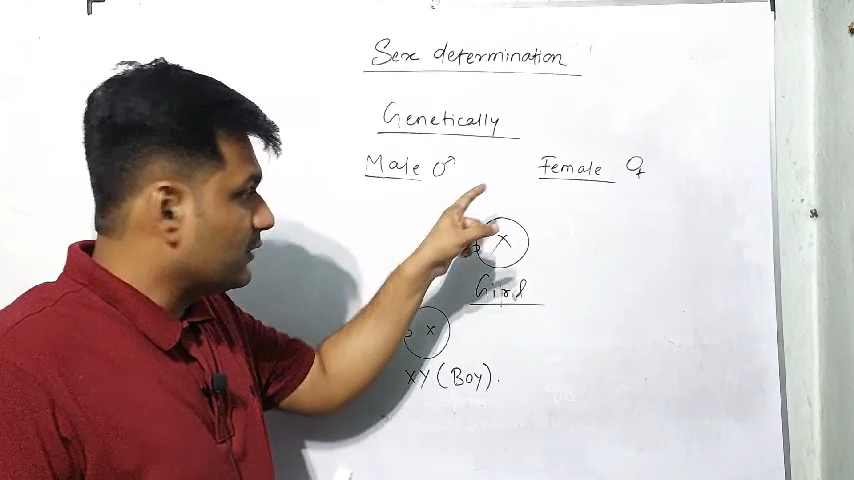 Sex determination
Genetically
Male ♂ Female ♀
X
Girl
X
XY (Boy).